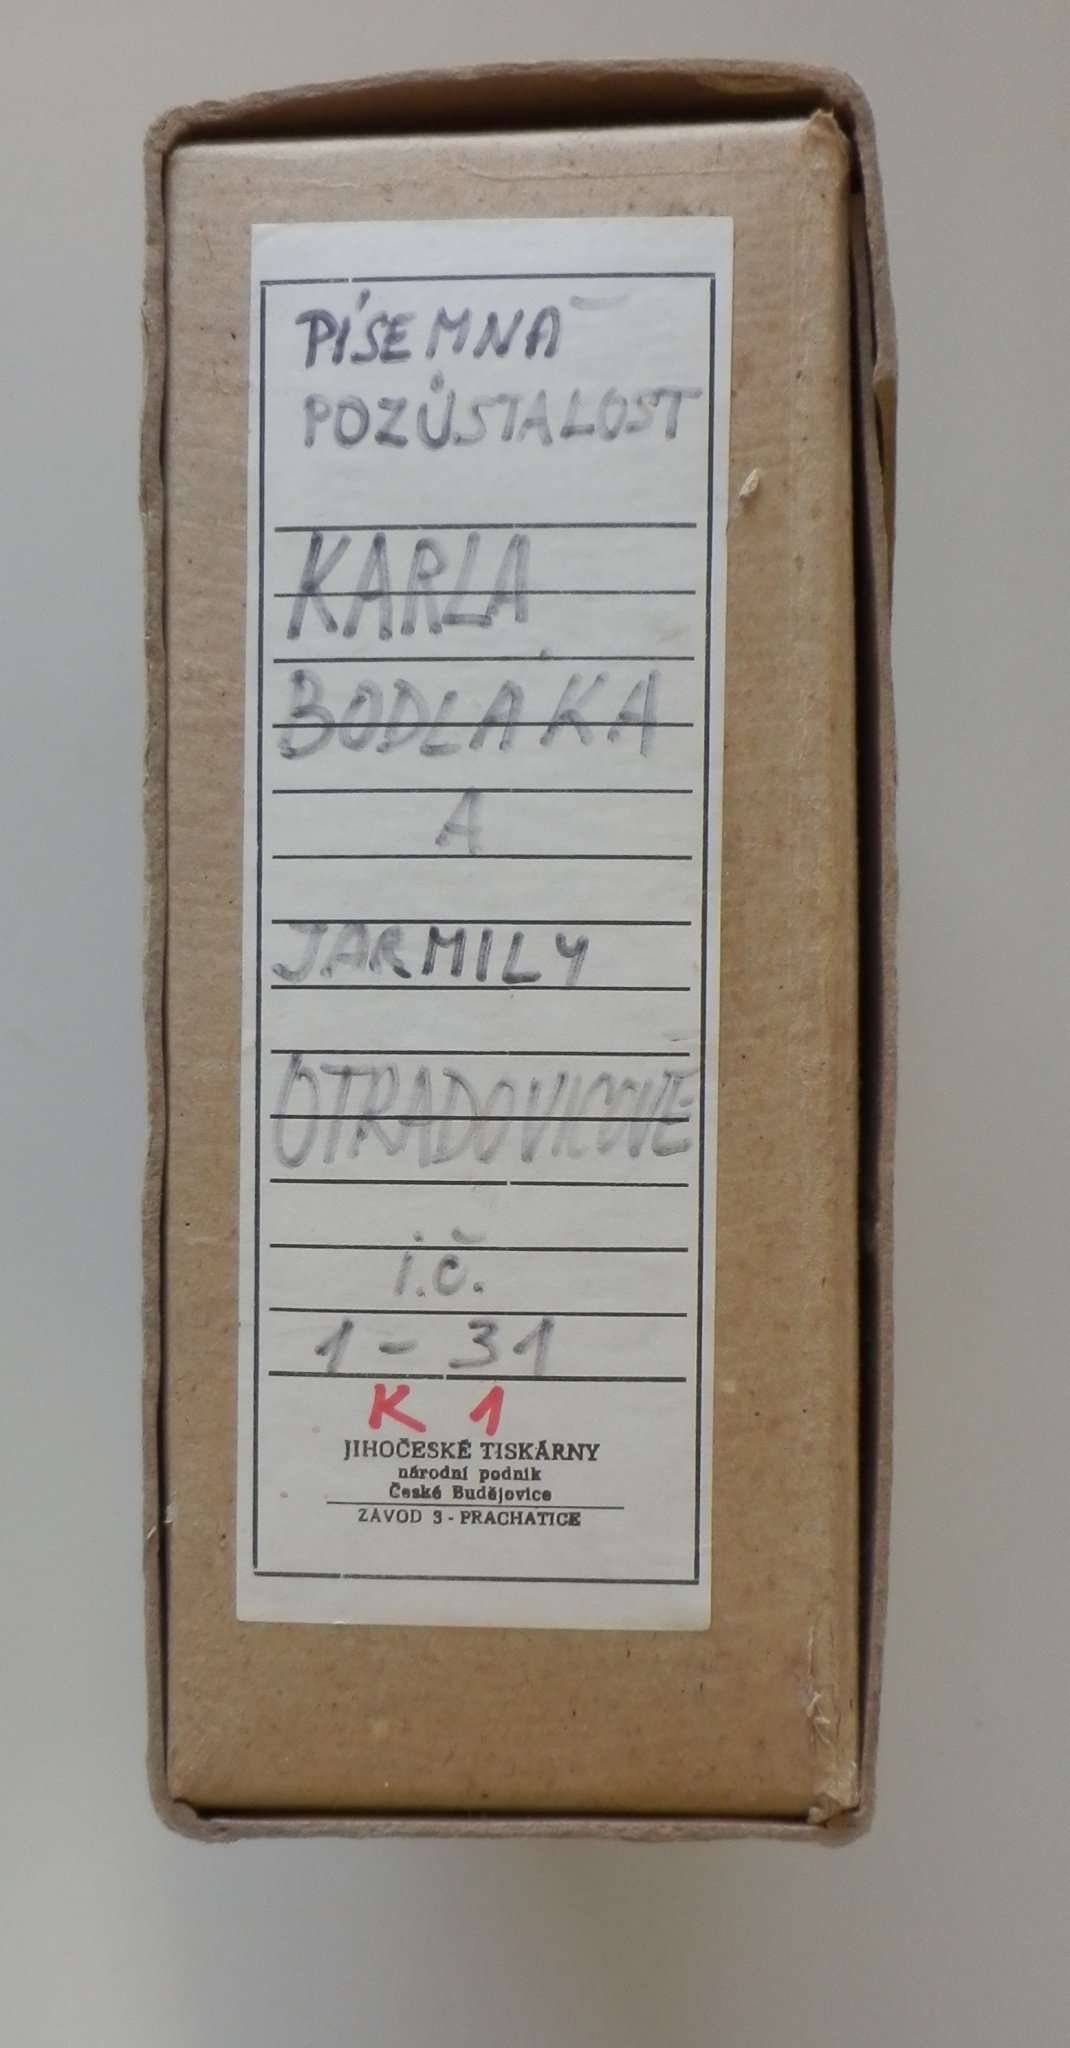 PÍSEMNÁ
POZŮSTALOST
KARLA
BODLÁKA
A
JARMILY
OTRADOVICOVÉ
i.č.
1 - 31
K 1
JIHOČESKÉ TISKÁRNY
národní podnik
České Budějovice
ZÁVOD 3 - PRACHATICE